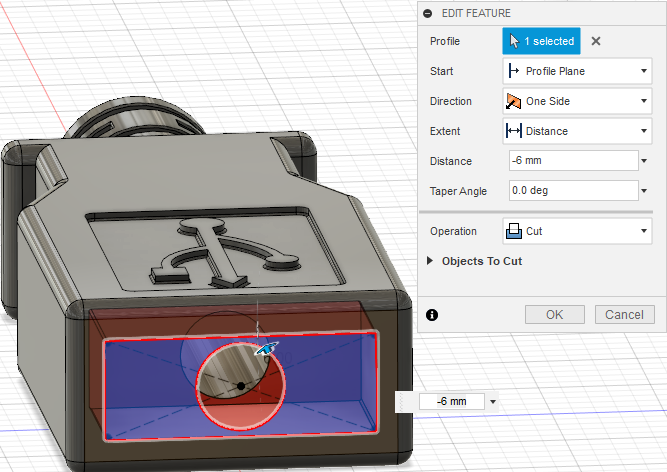 EDIT FEATURE
Profile 1 selected
Start Profile Plane
Direction One Side
Extent Distance
Distance -6 mm
Taper Angle 0.0 deg
Operation Cut
Objects To Cut
OK Cancel
-6 mm